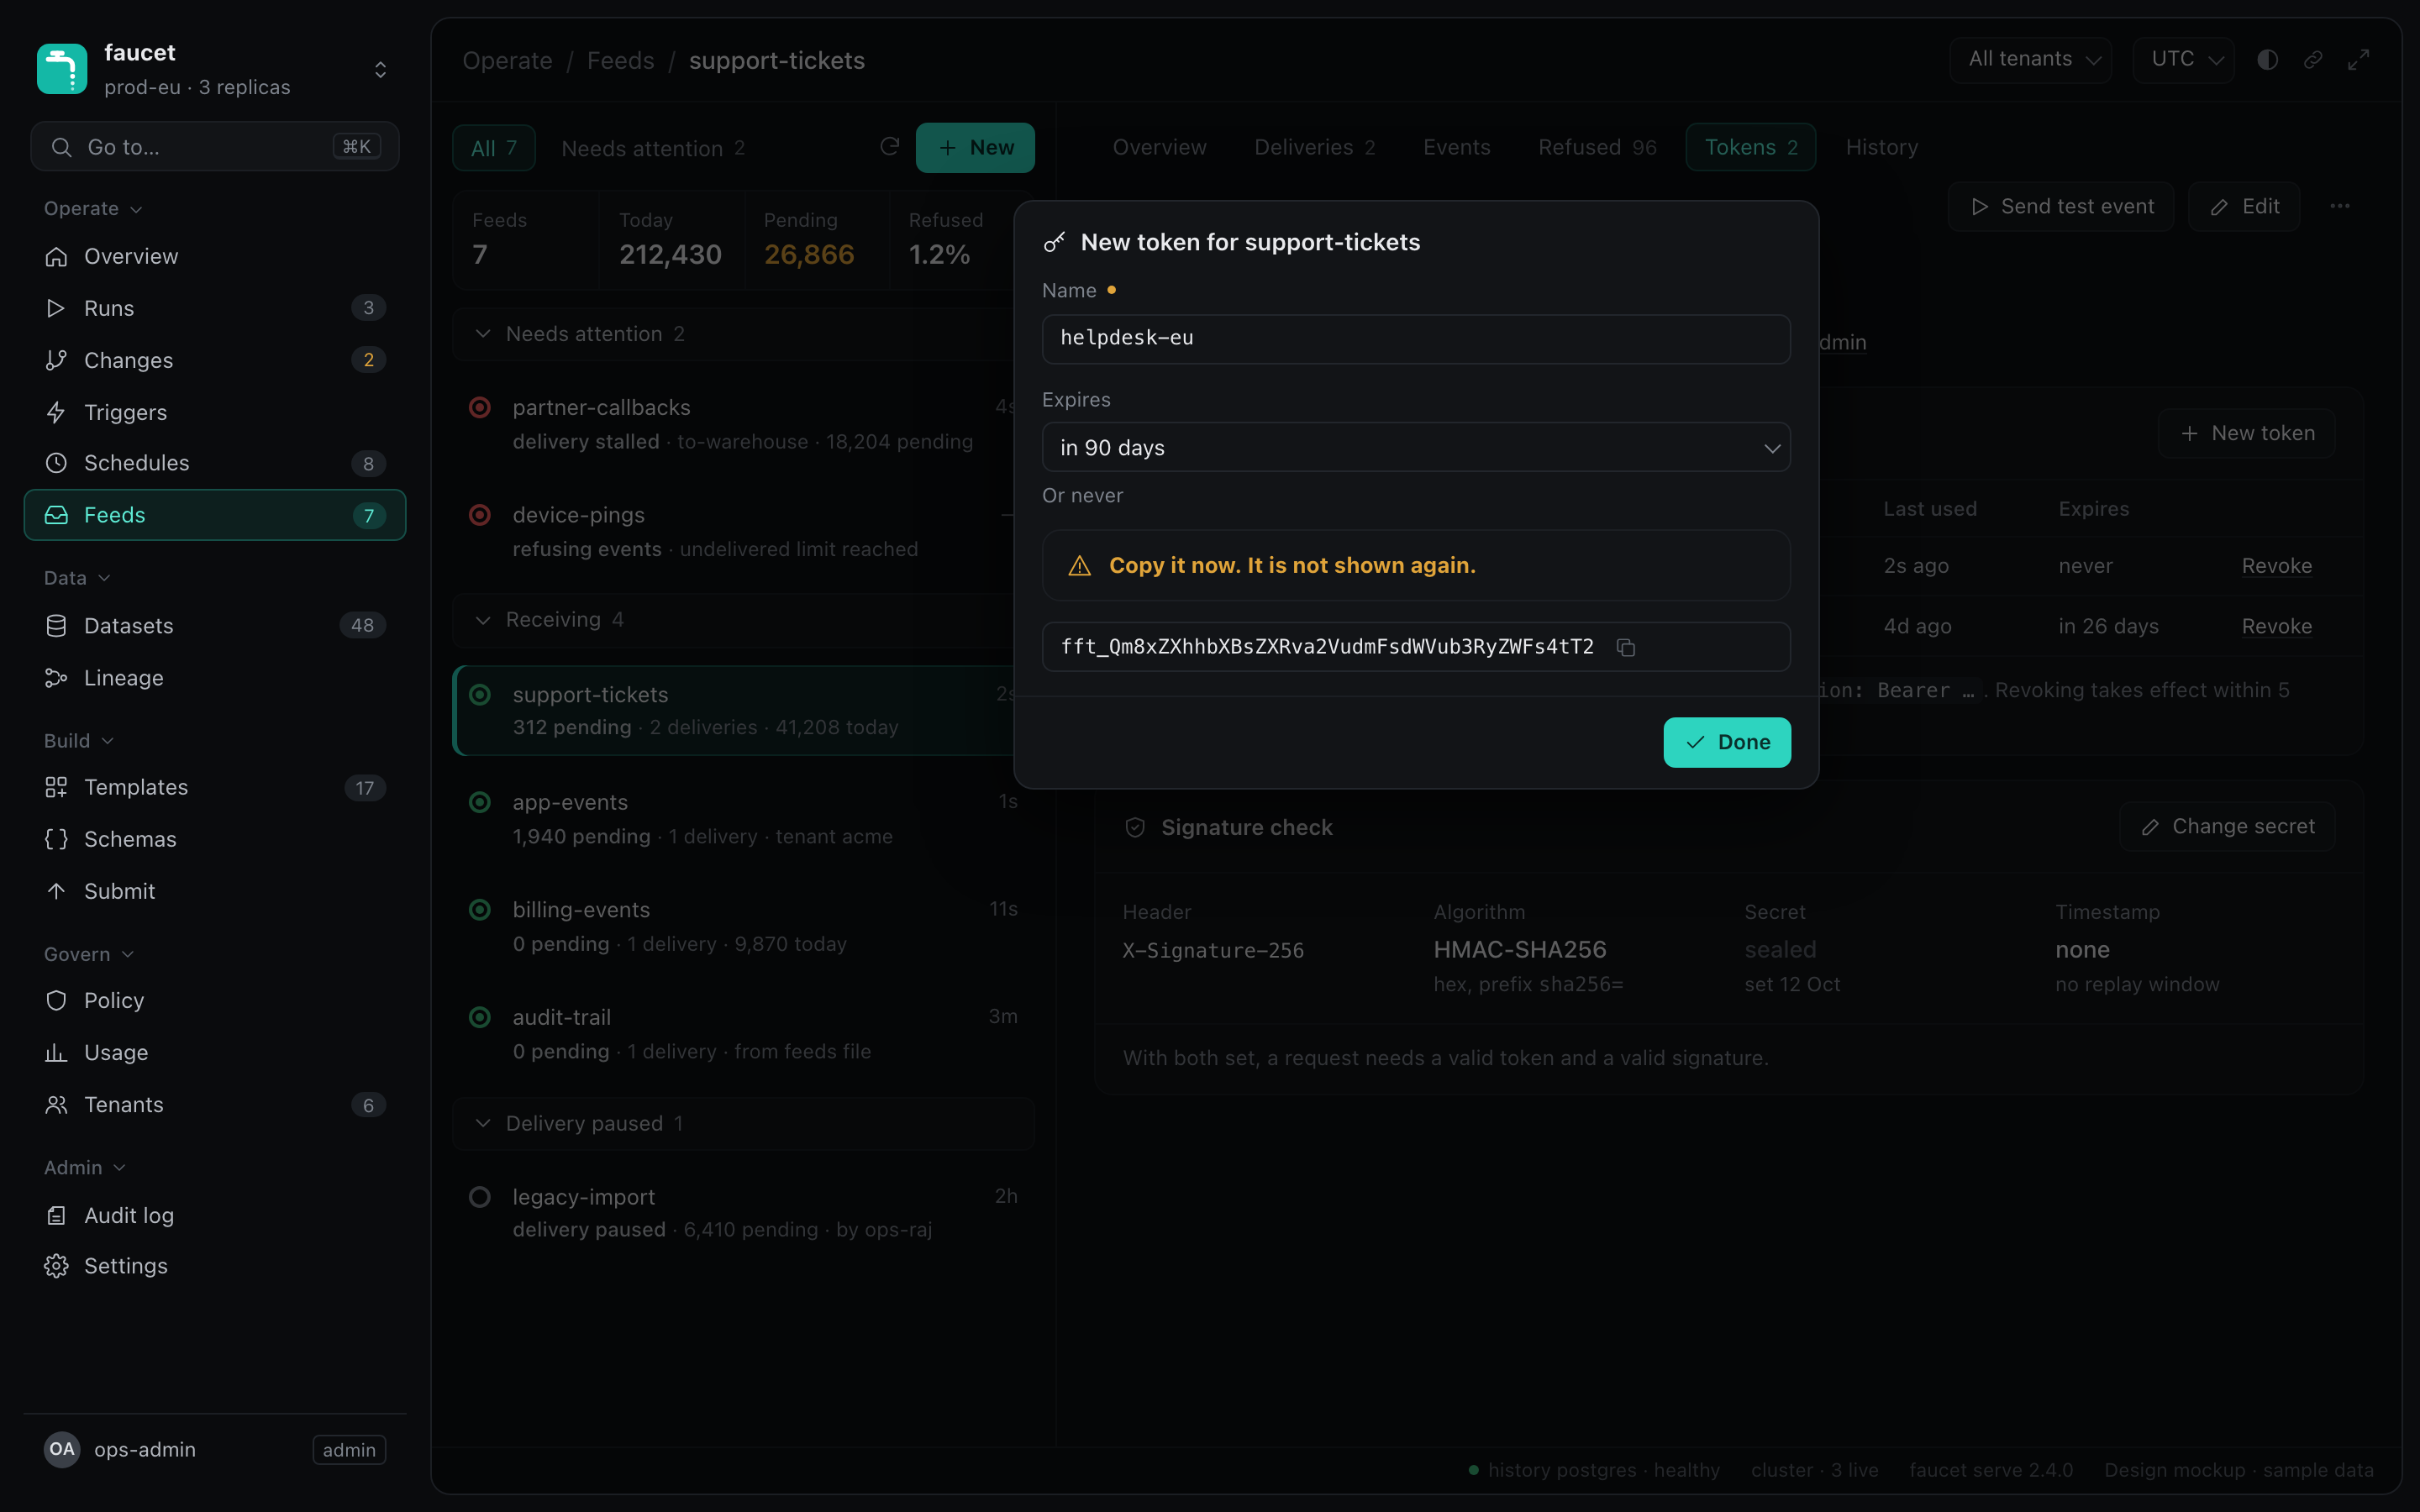 faucet
prod-eu · 3 replicas
Go to...
⌘K
Operate
Overview
Runs 3
Changes 2
Triggers
Schedules 8
Feeds 7
Data
Datasets 48
Lineage
Build
Templates 17
Schemas
Submit
Govern
Policy
Usage
Tenants 6
Admin
Audit log
Settings
OA ops-admin admin
Operate / Feeds / support-tickets
All tenants
UTC
All 7
Needs attention 2
New
Feeds
7
Today
212,430
Pending
26,866
Refused
1.2%
Needs attention 2
partner-callbacks
delivery stalled · to-warehouse · 18,204 pending
device-pings
refusing events · undelivered limit reached
Receiving 4
support-tickets
312 pending · 2 deliveries · 41,208 today
app-events 1s
1,940 pending · 1 delivery · tenant acme
billing-events 11s
0 pending · 1 delivery · 9,870 today
audit-trail 3m
0 pending · 1 delivery · from feeds file
Delivery paused 1
legacy-import 2h
delivery paused · 6,410 pending · by ops-raj
Overview
Deliveries 2
Events
Refused 96
Tokens 2
History
Send test event
Edit
New token for support-tickets
Name
helpdesk-eu
Expires
in 90 days
Or never
Copy it now. It is not shown again.
fft_Qm8xZXhhbXBsZXRva2VudmFsdWVub3RyZWFs4tT2
Done
New token
Last used Expires
2s ago never Revoke
4d ago in 26 days Revoke
Bearer … . Revoking takes effect within 5
Signature check
Change secret
Header
X-Signature-256
Algorithm
HMAC-SHA256
hex, prefix sha256=
Secret
sealed
set 12 Oct
Timestamp
none
no replay window
With both set, a request needs a valid token and a valid signature.
history postgres · healthy
cluster · 3 live
faucet serve 2.4.0
Design mockup · sample data